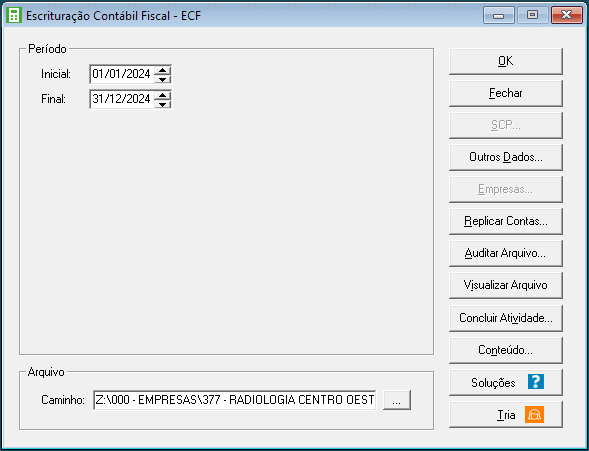 Escrituração Contábil Fiscal - ECF
Período
Inicial: 01/01/2024
Final: 31/12/2024
OK
Fechar
SCP...
Outros Dados...
Empresas...
Replicar Contas...
Auditar Arquivo...
Visualizar Arquivo
Concluir Atividade...
Conteúdo...
Soluções ?
Tria
Arquivo
Caminho: Z:\000 - EMPRESAS\377 - RADIOLOGIA CENTRO OEST ...